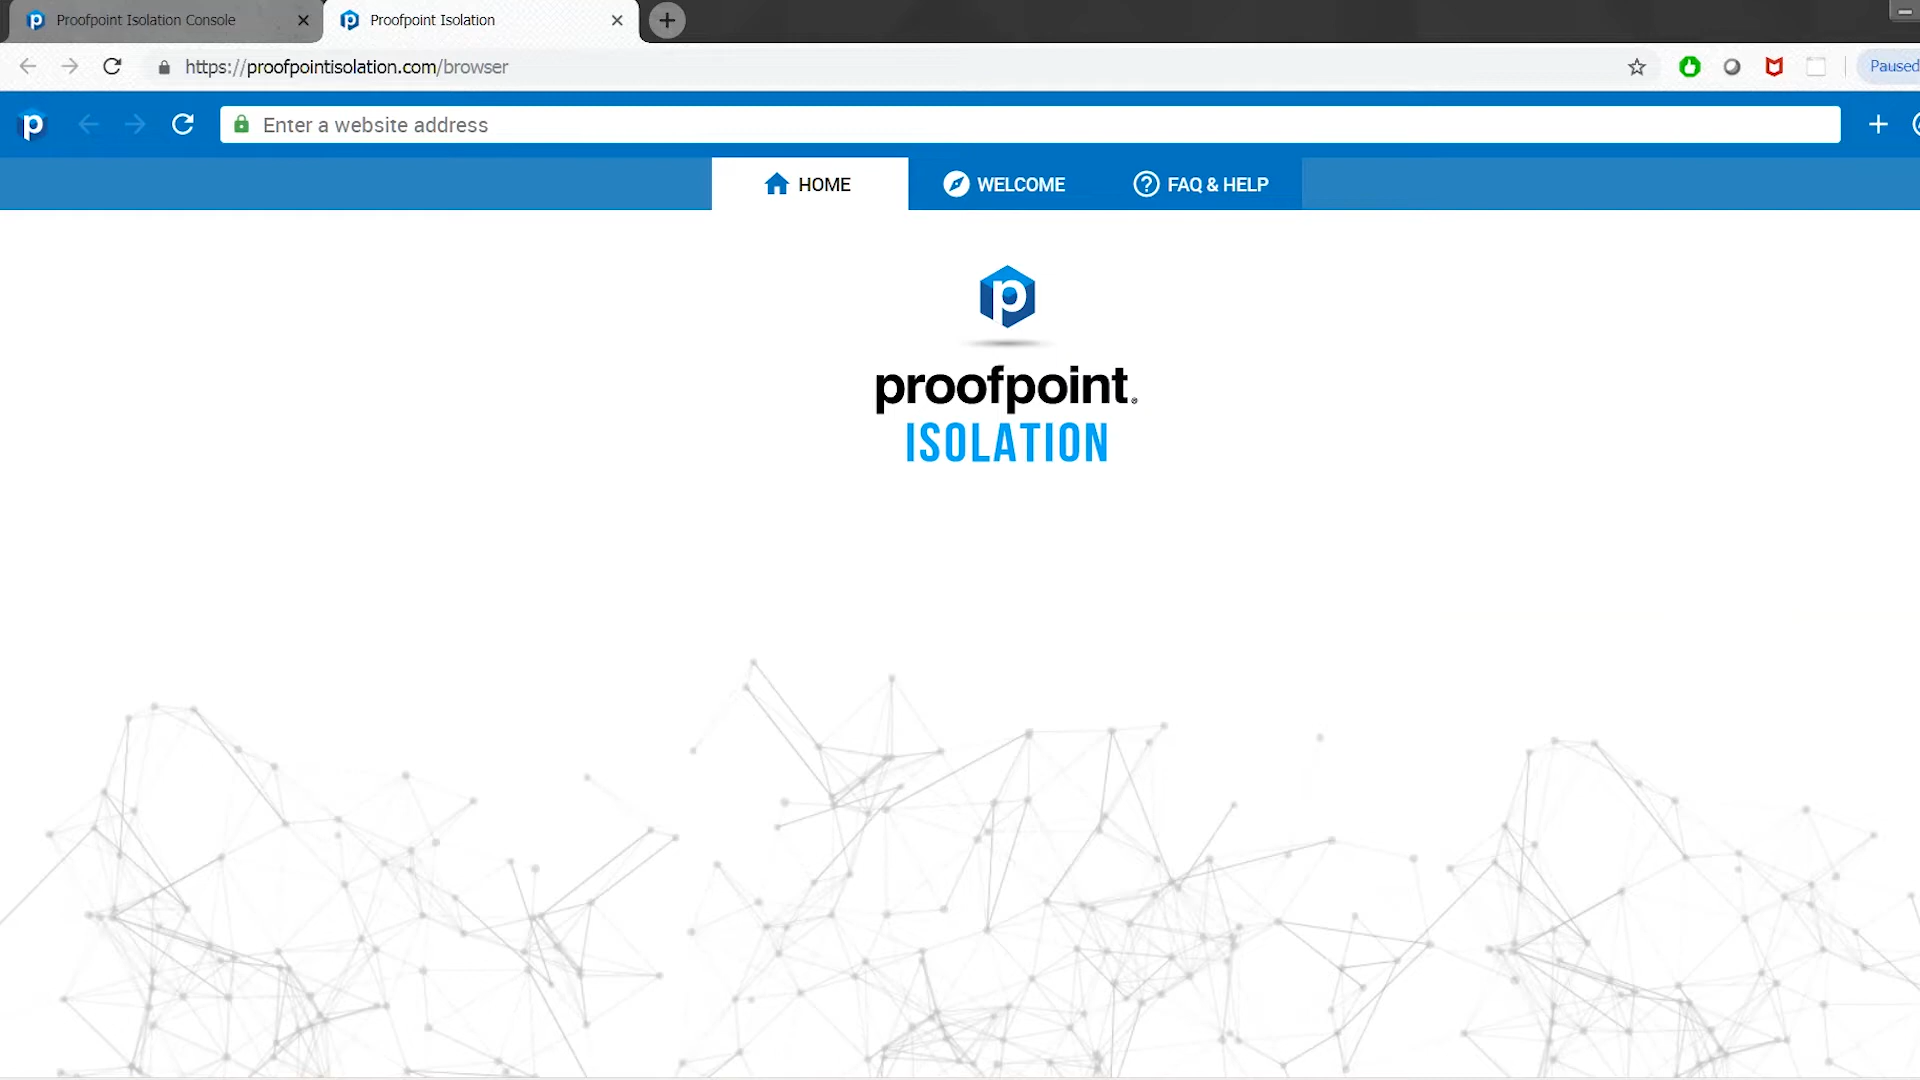 Proofpoint Isolation Console
Proofpoint Isolation
https://proofpointisolation.com/browser
Paused
Enter a website address
HOME
WELCOME
FAQ & HELP
proofpoint®
ISOLATION